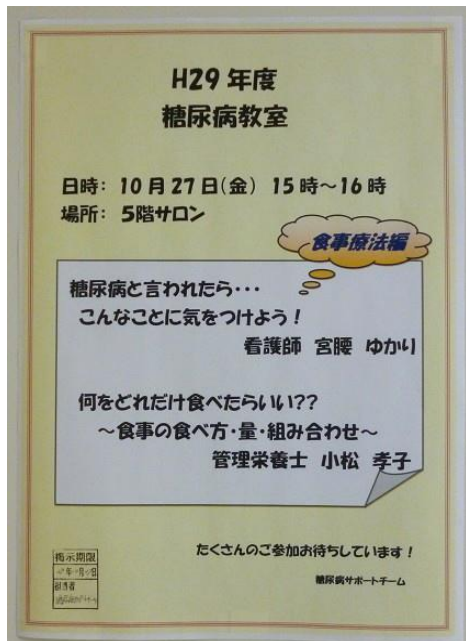 H29年度
糖尿病教室
日時: 10月27日(金) 15時~16時
場所: 5階サロン
食事療法編
糖尿病と言われたら・・・
こんなことに気をつけよう!
看護師 宮腰 ゆかり
何をどれだけ食べたらいい??
~食事の食べ方・量・組み合わせ~
管理栄養士 小松 孝子
たくさんのご参加お待ちしています!
糖尿病サポートチーム
掲示期限